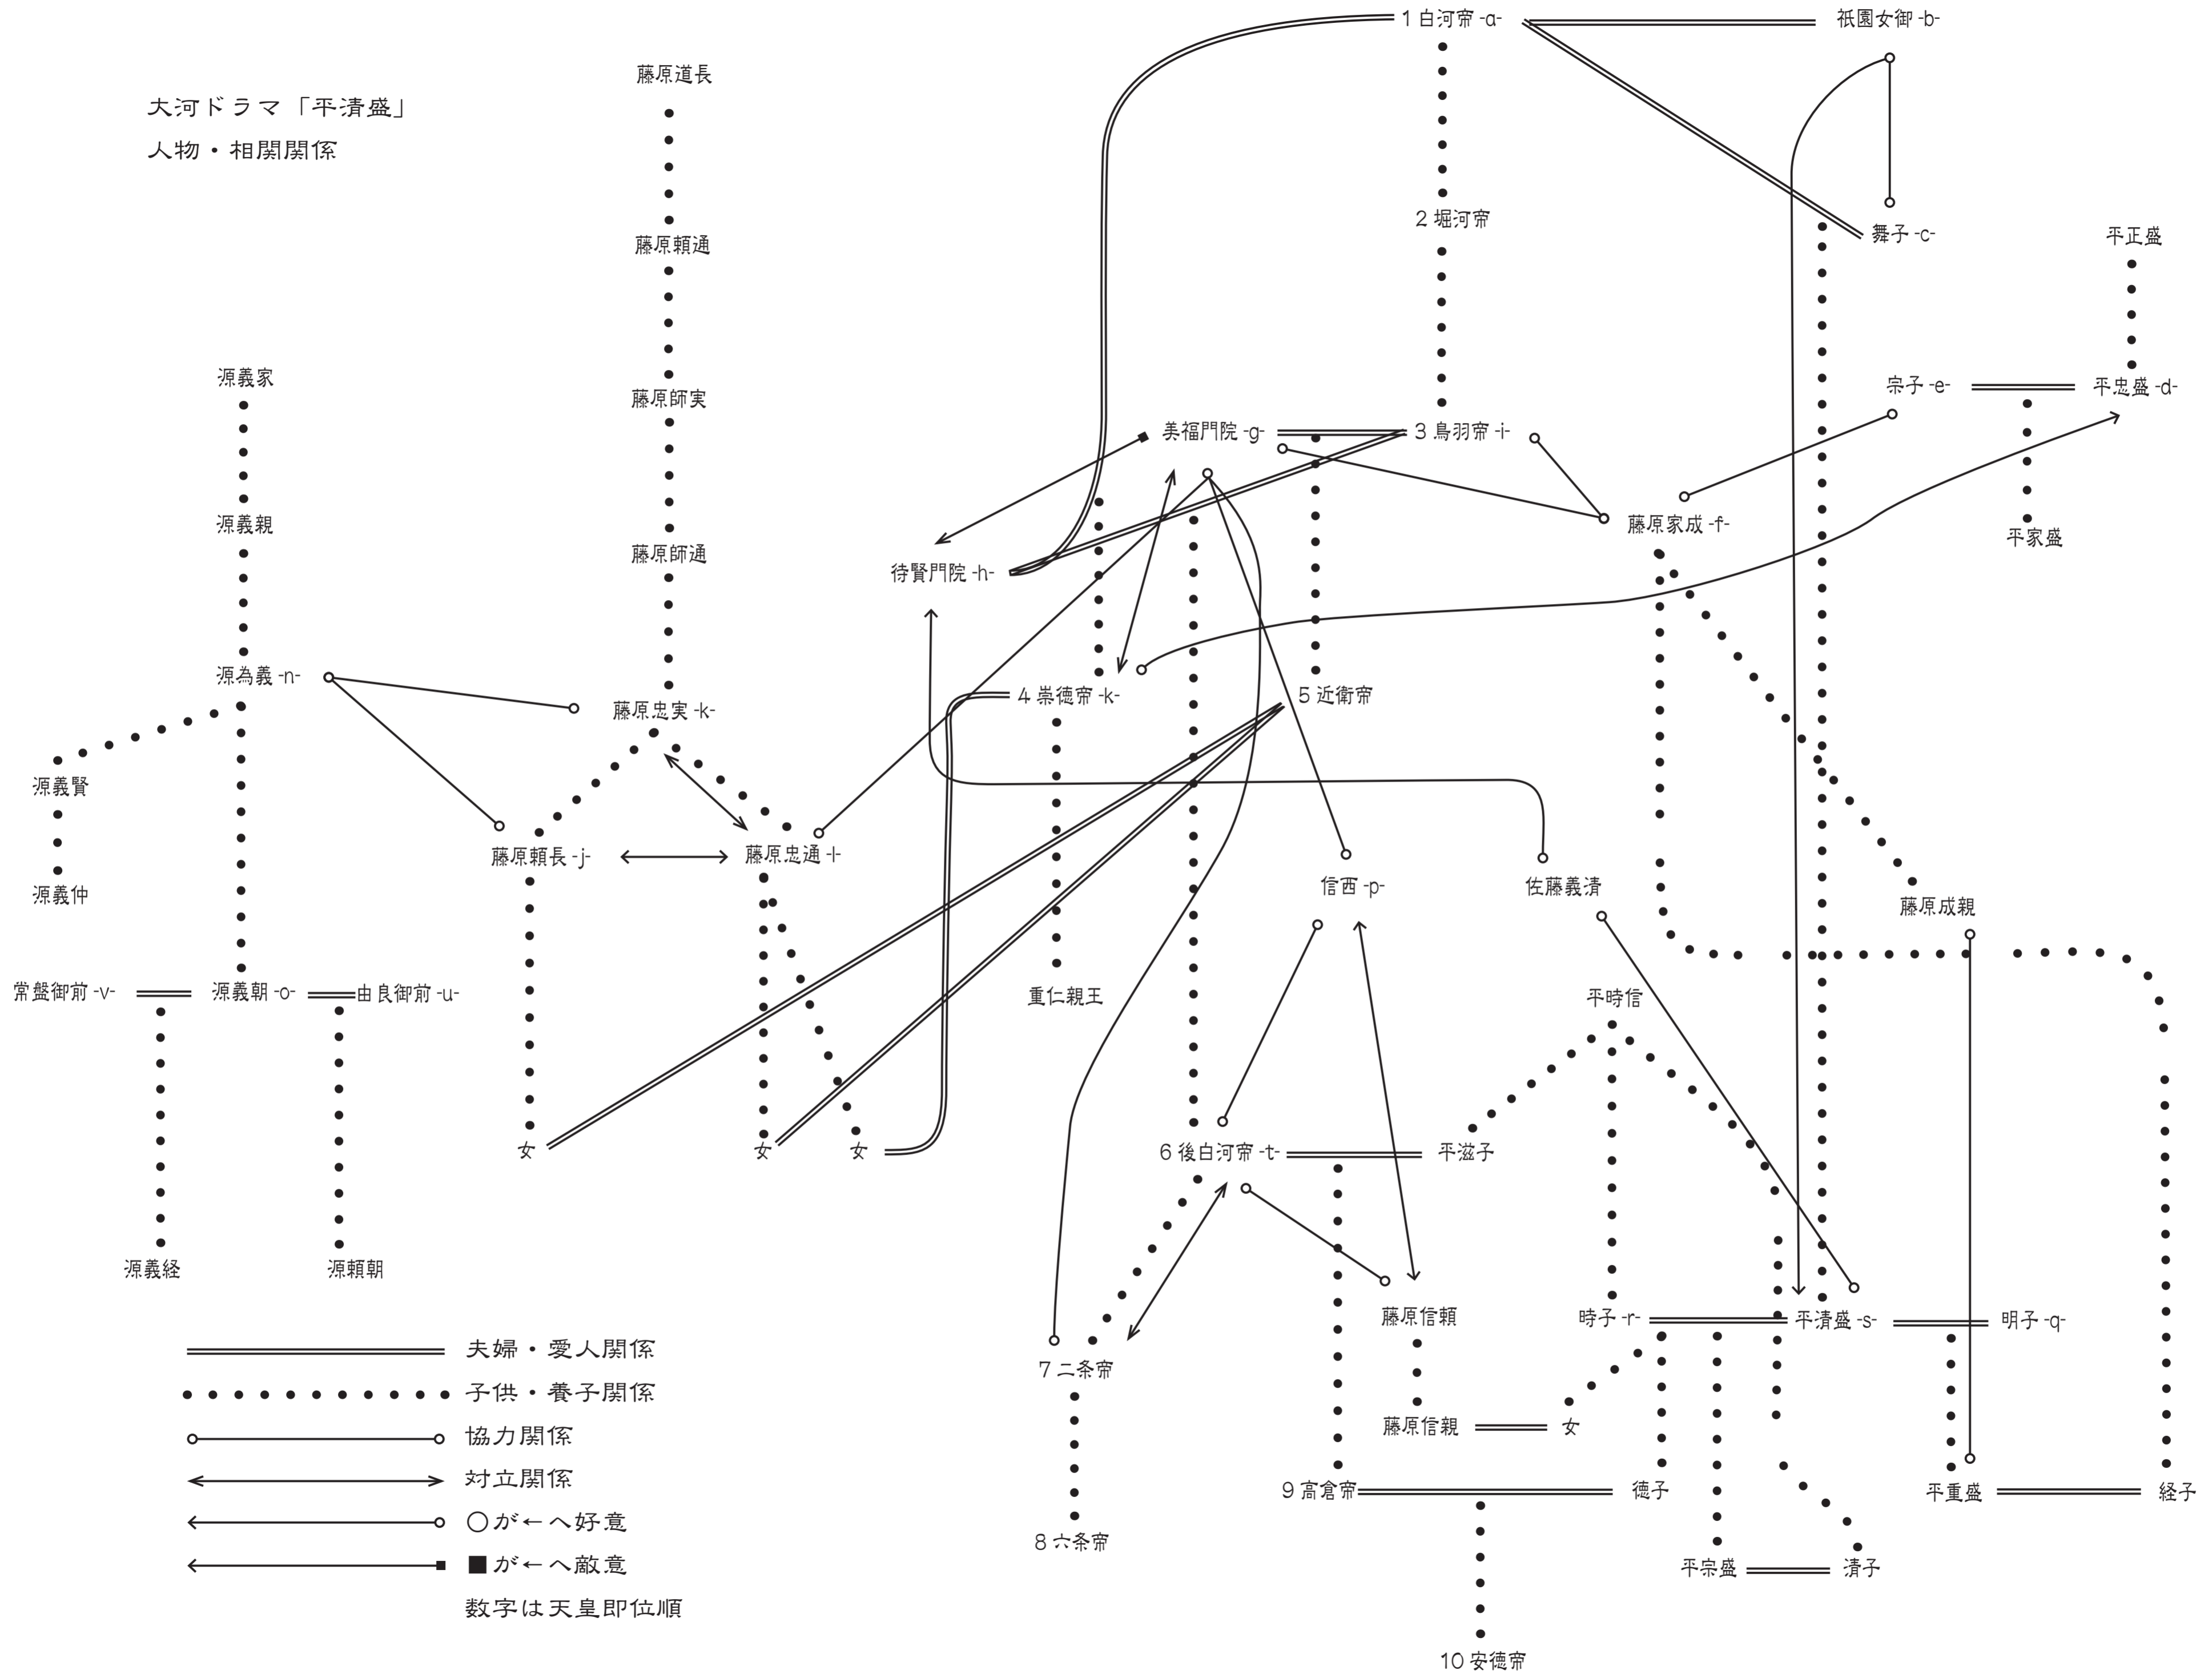 大河ドラマ「平清盛」
人物・相関関係
1 白河帝 -a-
祇園女御 -b-
藤原道長
2 堀河帝
舞子 -c-
平正盛
藤原頼通
源義家
藤原師実
宗子 -e-
平忠盛 -d-
美福門院 -g-
3 鳥羽帝 -i-
源義親
藤原家成 -f-
平家盛
藤原師通
待賢門院 -h-
源為義 -n-
藤原忠実 -k-
4 崇徳帝 -k-
5 近衛帝
源義賢
藤原頼長 -j-
藤原忠通 -l-
源義仲
信西 -p-
佐藤義清
藤原成親
常盤御前 -v-
源義朝 -o-
由良御前 -u-
重仁親王
平時信
女
女
女
6 後白河帝 -t-
平滋子
源義経
源頼朝
藤原信頼
時子 -r-
平清盛 -s-
明子 -q-
7 二条帝
藤原信親
女
9 高倉帝
徳子
平重盛
経子
8 六条帝
平宗盛
清子
10 安徳帝
夫婦・愛人関係
子供・養子関係
協力関係
対立関係
○が←へ好意
■が←へ敵意
数字は天皇即位順